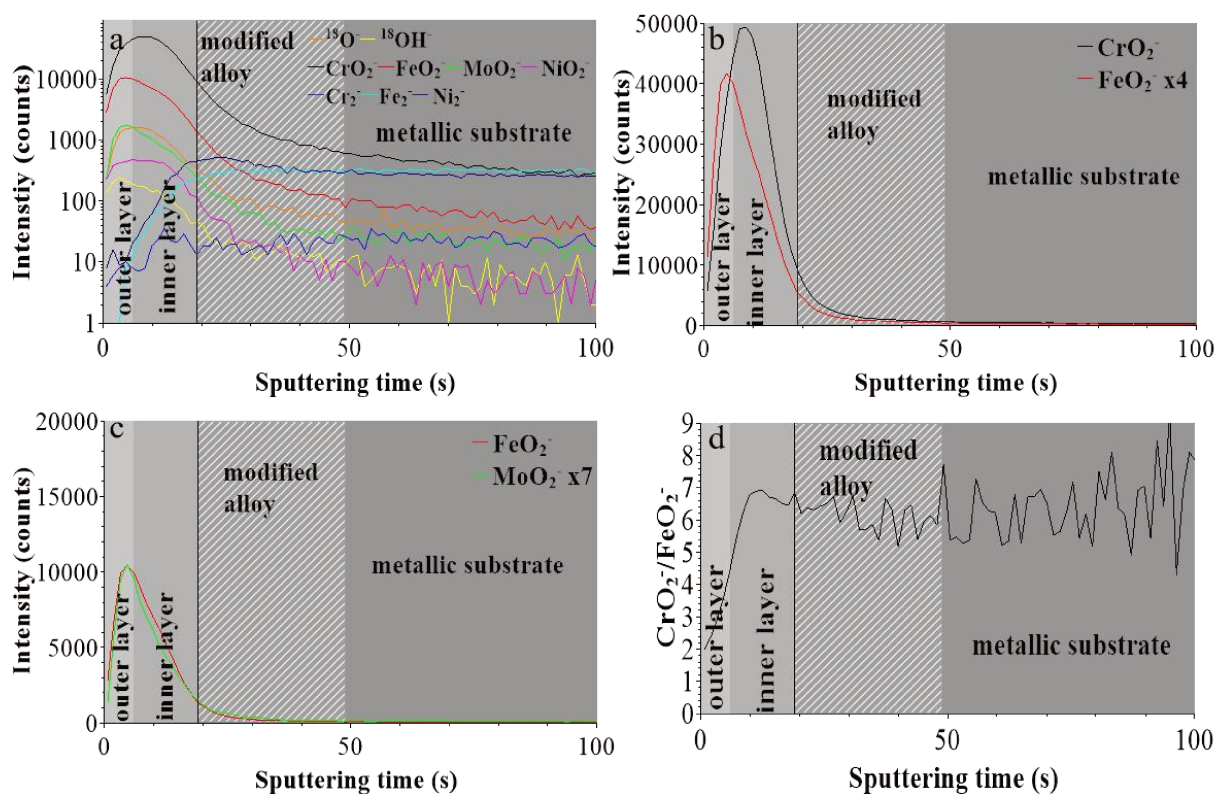 a
modified
alloy
¹⁸O⁻ ¹⁸OH⁻
CrO₂⁻ FeO₂⁻ MoO₂⁻ NiO₂⁻
Cr₂⁻ Fe₂⁻ Ni₂⁻
metallic substrate
outer layer
inner layer
10000
1000
100
10
1
Intenstiy (counts)
0 50 100
Sputtering time (s)
b
CrO₂⁻
FeO₂⁻ x4
modified
alloy
metallic substrate
outer layer
inner layer
50000
40000
30000
20000
10000
0
Intensity (counts)
0 50 100
Sputtering time (s)
c
FeO₂⁻
MoO₂⁻ x7
modified
alloy
metallic substrate
outer layer
inner layer
20000
15000
10000
5000
0
Intensity (counts)
0 50 100
Sputtering time (s)
d
modified
alloy
metallic substrate
outer layer
inner layer
9
8
7
6
5
4
3
2
1
0
CrO₂⁻/FeO₂⁻
0 50 100
Sputtering time (s)